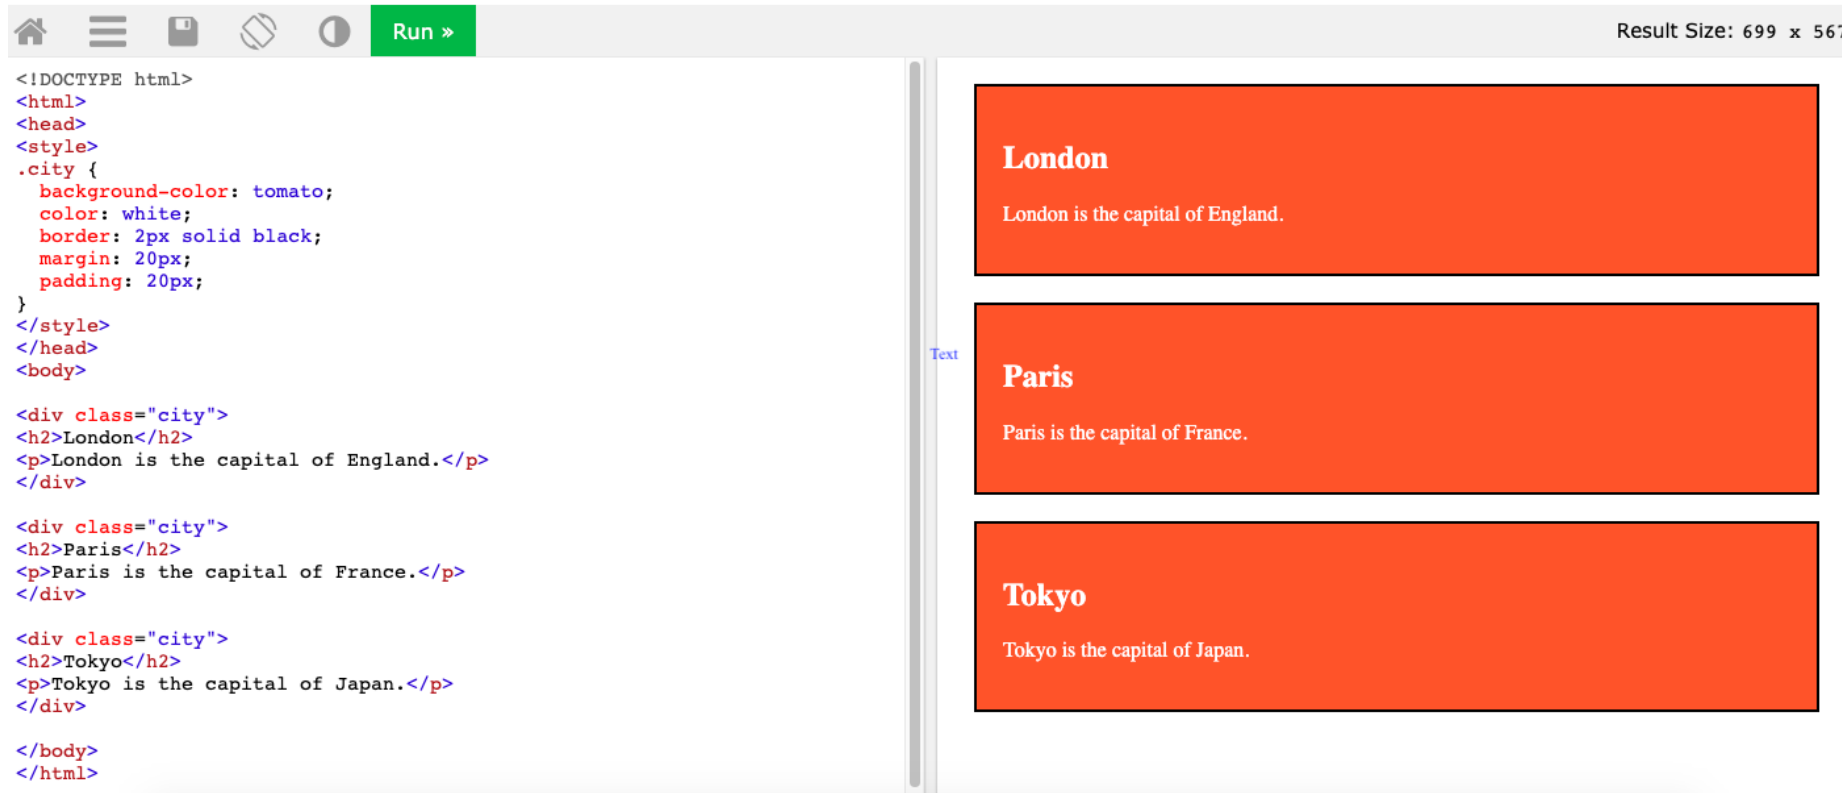 Run »
Result Size: 699 x 567
<!DOCTYPE html>
<html>
<head>
<style>
.city {
  background-color: tomato;
  color: white;
  border: 2px solid black;
  margin: 20px;
  padding: 20px;
}
</style>
</head>
<body>
<div class="city">
<h2>London</h2>
<p>London is the capital of England.</p>
</div>
<div class="city">
<h2>Paris</h2>
<p>Paris is the capital of France.</p>
</div>
<div class="city">
<h2>Tokyo</h2>
<p>Tokyo is the capital of Japan.</p>
</div>
</body>
</html>
Text
London
London is the capital of England.
Paris
Paris is the capital of France.
Tokyo
Tokyo is the capital of Japan.